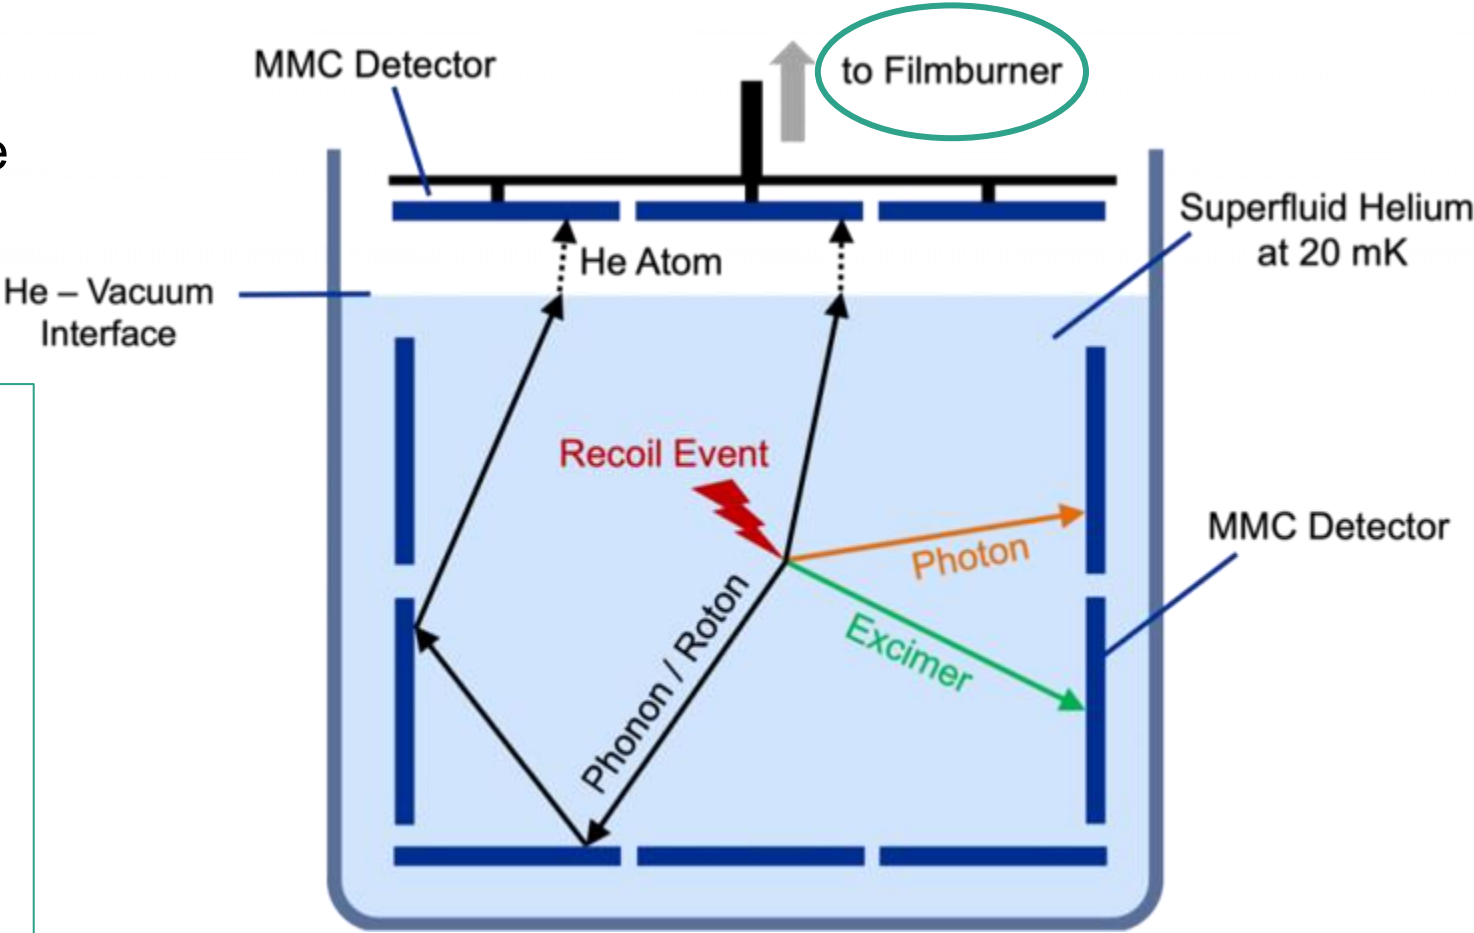 MMC Detector
to Filmburner
e
Superfluid Helium
at 20 mK
He Atom
He – Vacuum
Interface
Recoil Event
MMC Detector
Photon
Excimer
Phonon / Roton